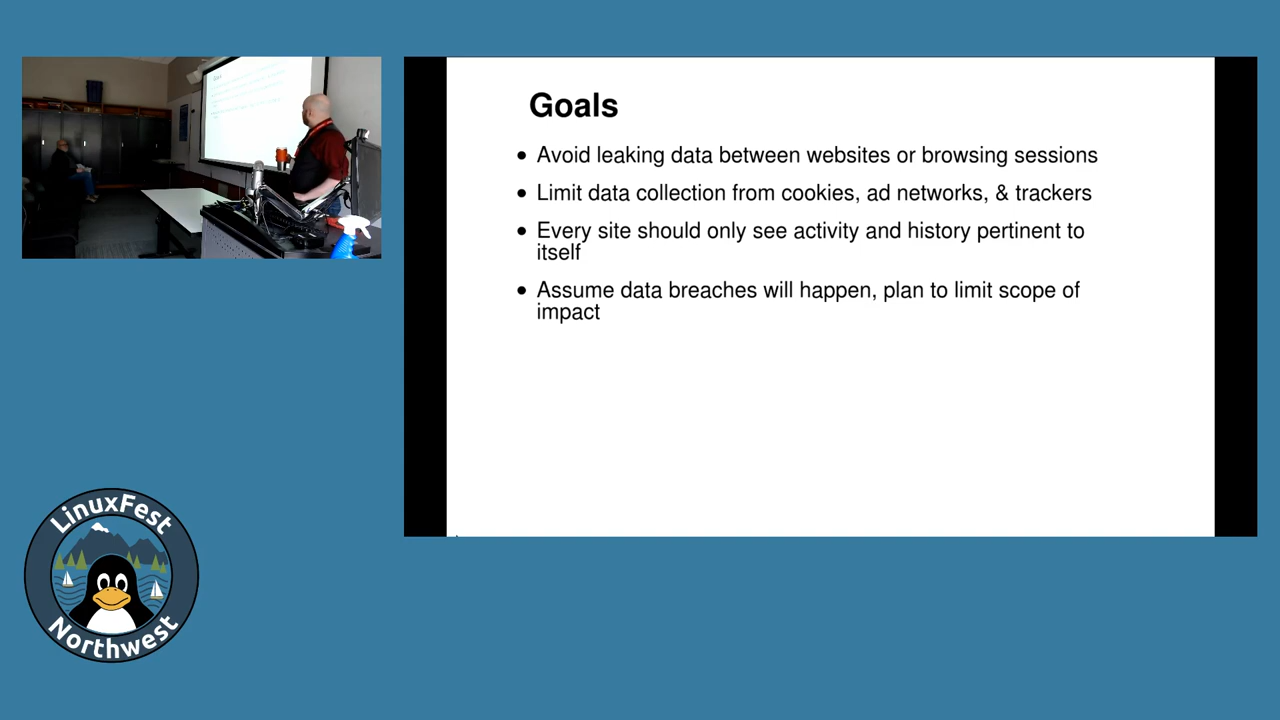 Goals
Avoid leaking data between websites or browsing sessions
Limit data collection from cookies, ad networks, & trackers
Every site should only see activity and history pertinent to
itself
Assume data breaches will happen, plan to limit scope of
impact
LinuxFest
Northwest